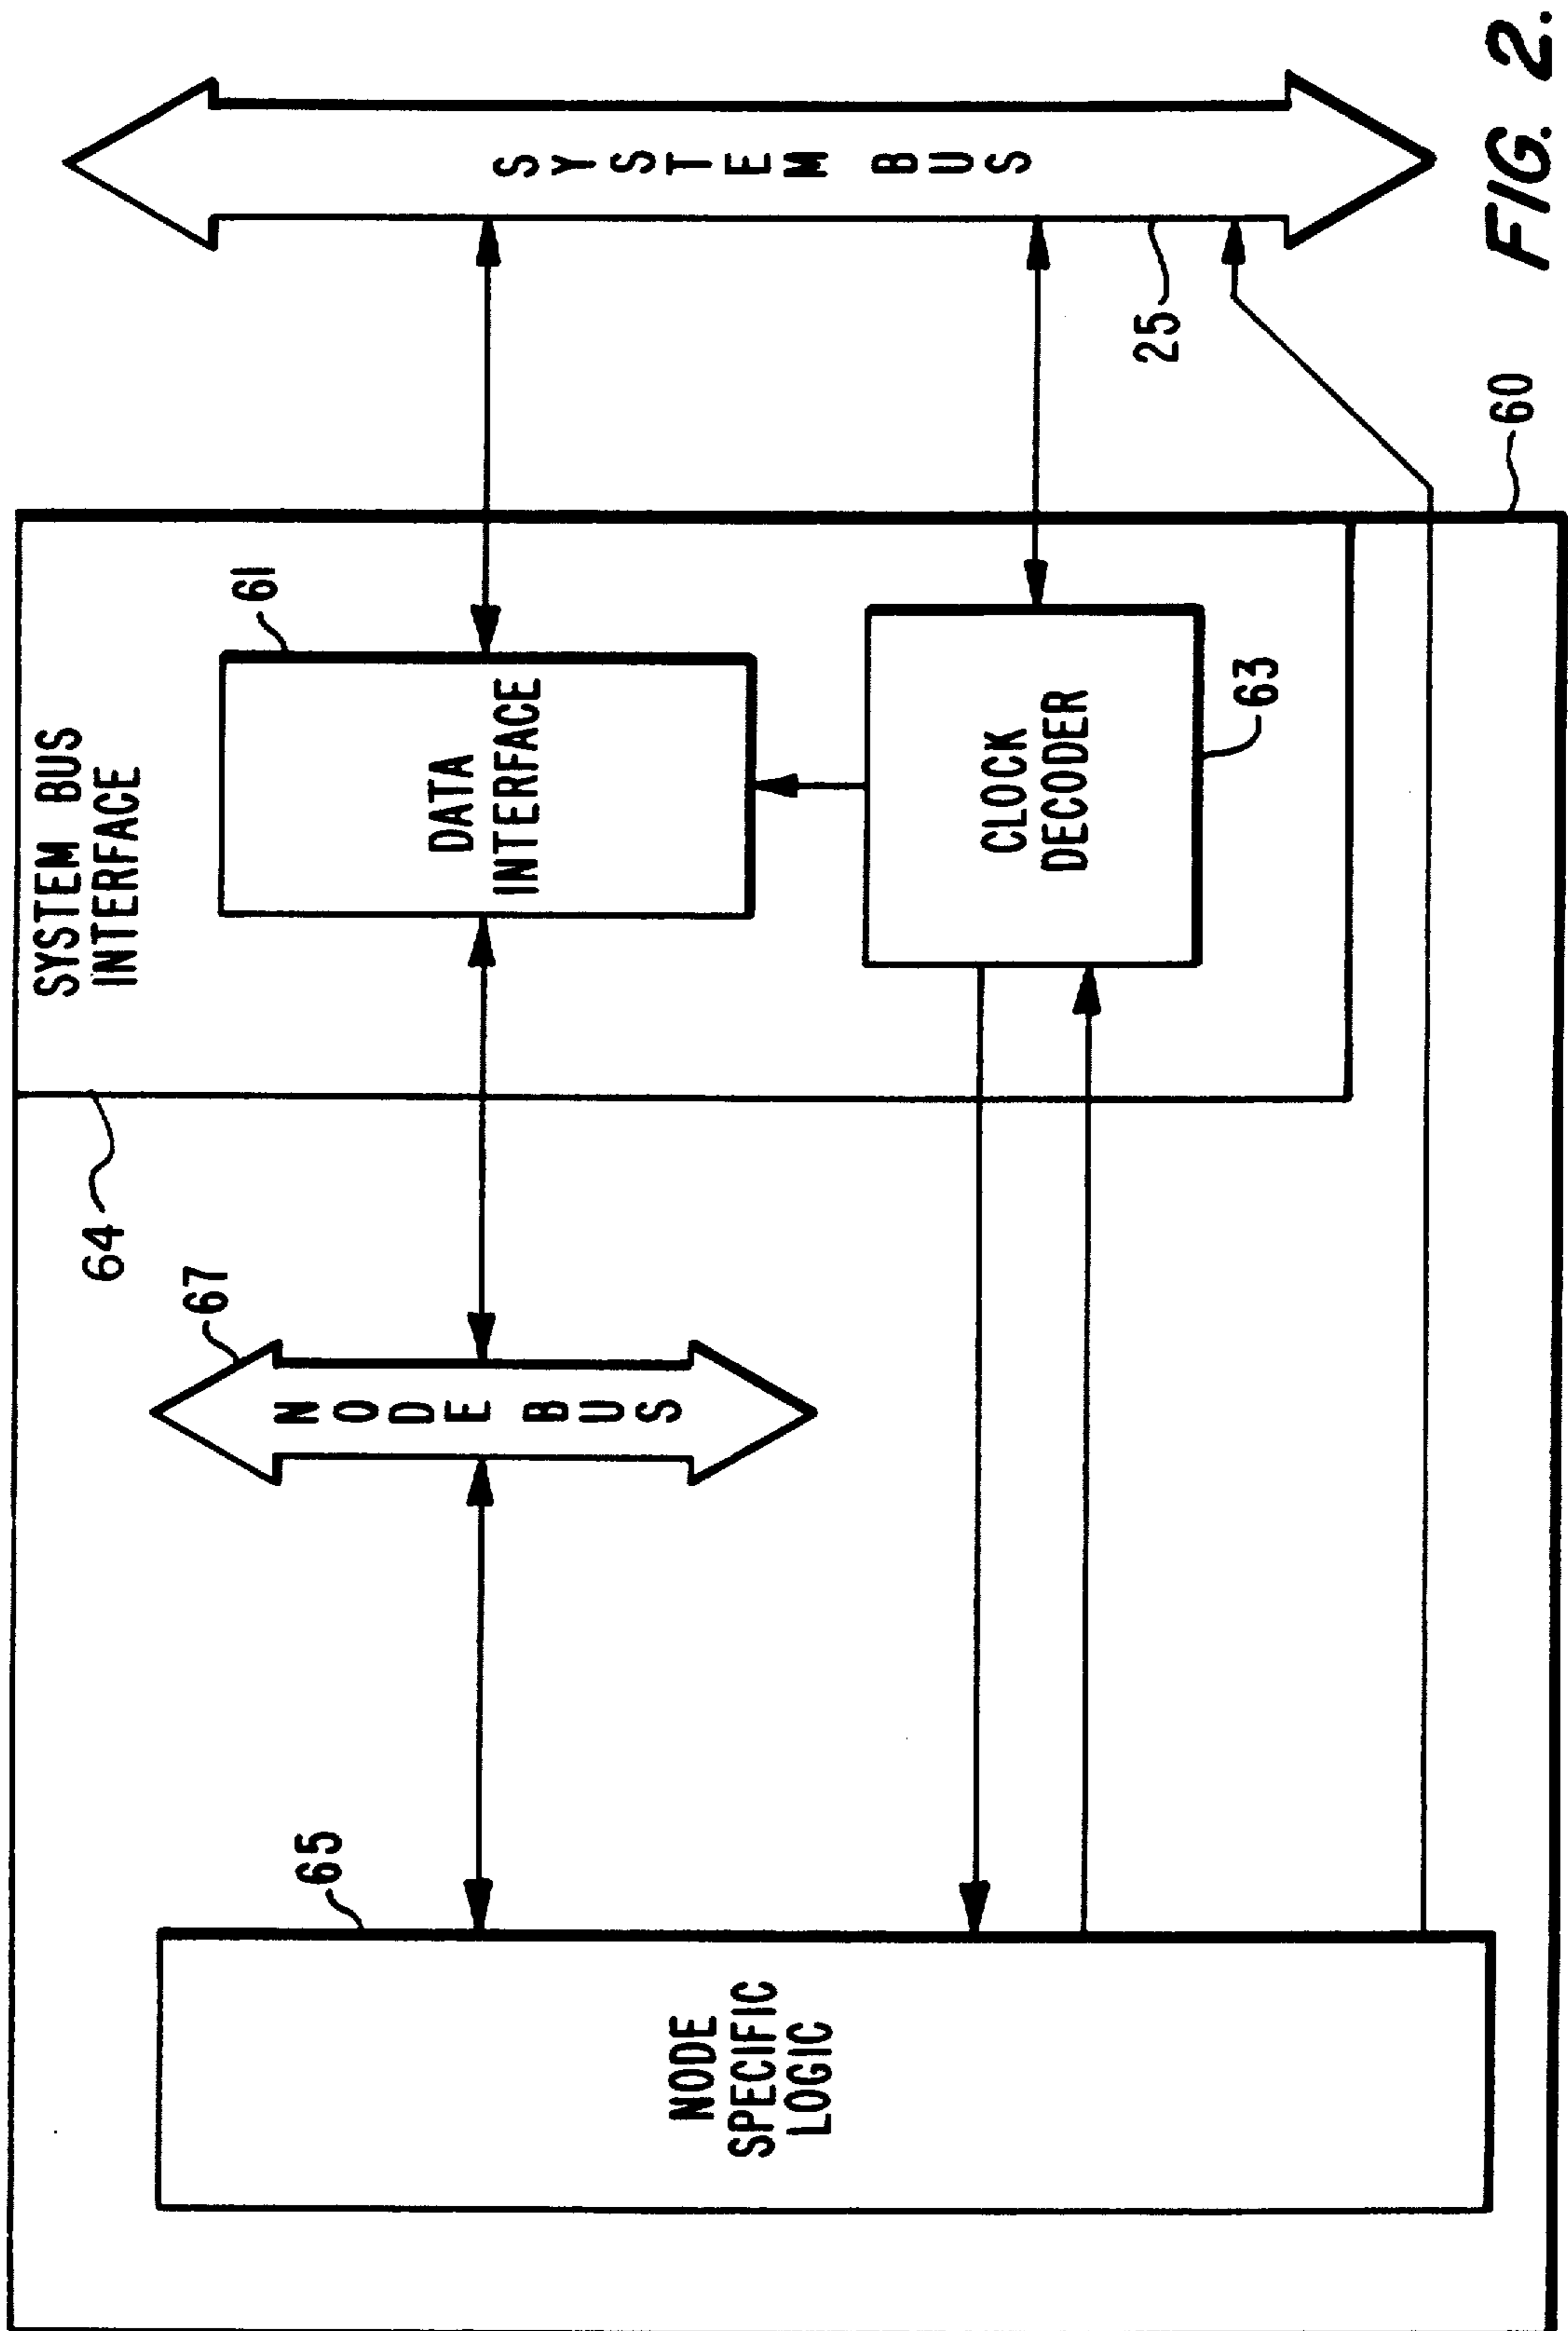 SYSTEM BUS
INTERFACE
64
67
NODE BUS
61
DATA
INTERFACE
SYSTEM BUS
65
NODE
SPECIFIC
LOGIC
CLOCK
DECODER
63
25
60
FIG. 2.